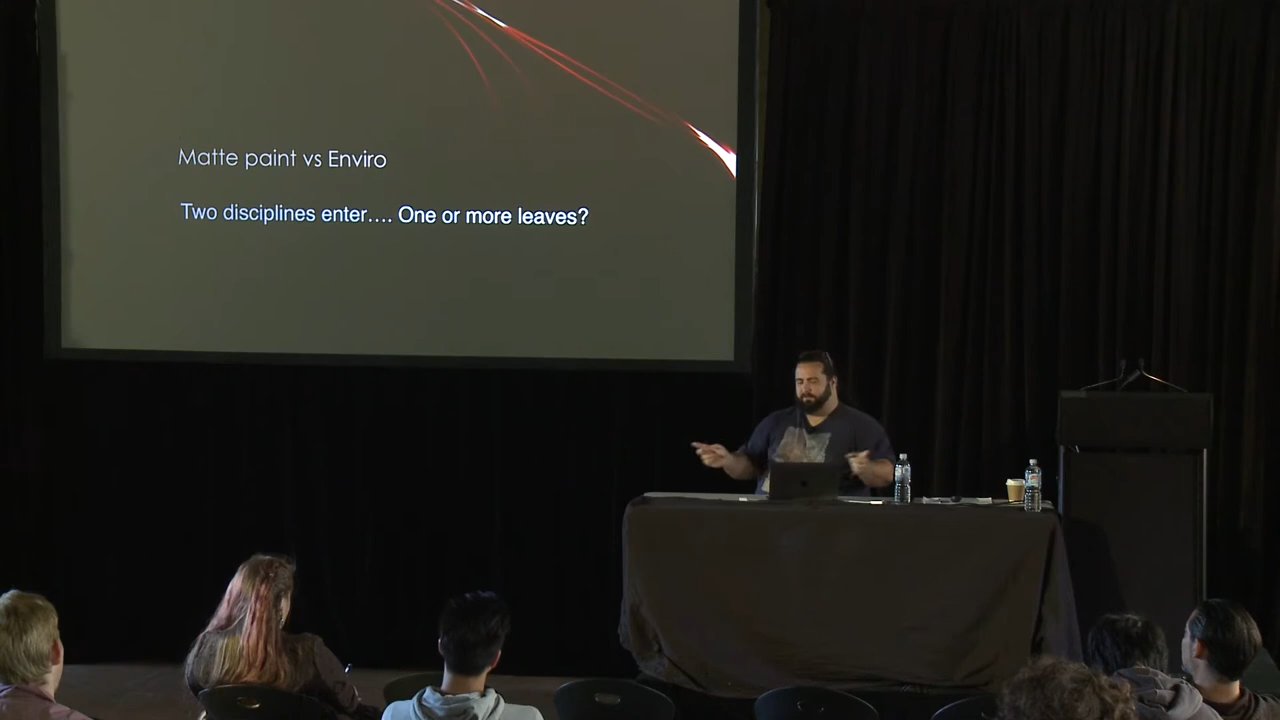 Matte paint vs Enviro
Two disciplines enter.... One or more leaves?